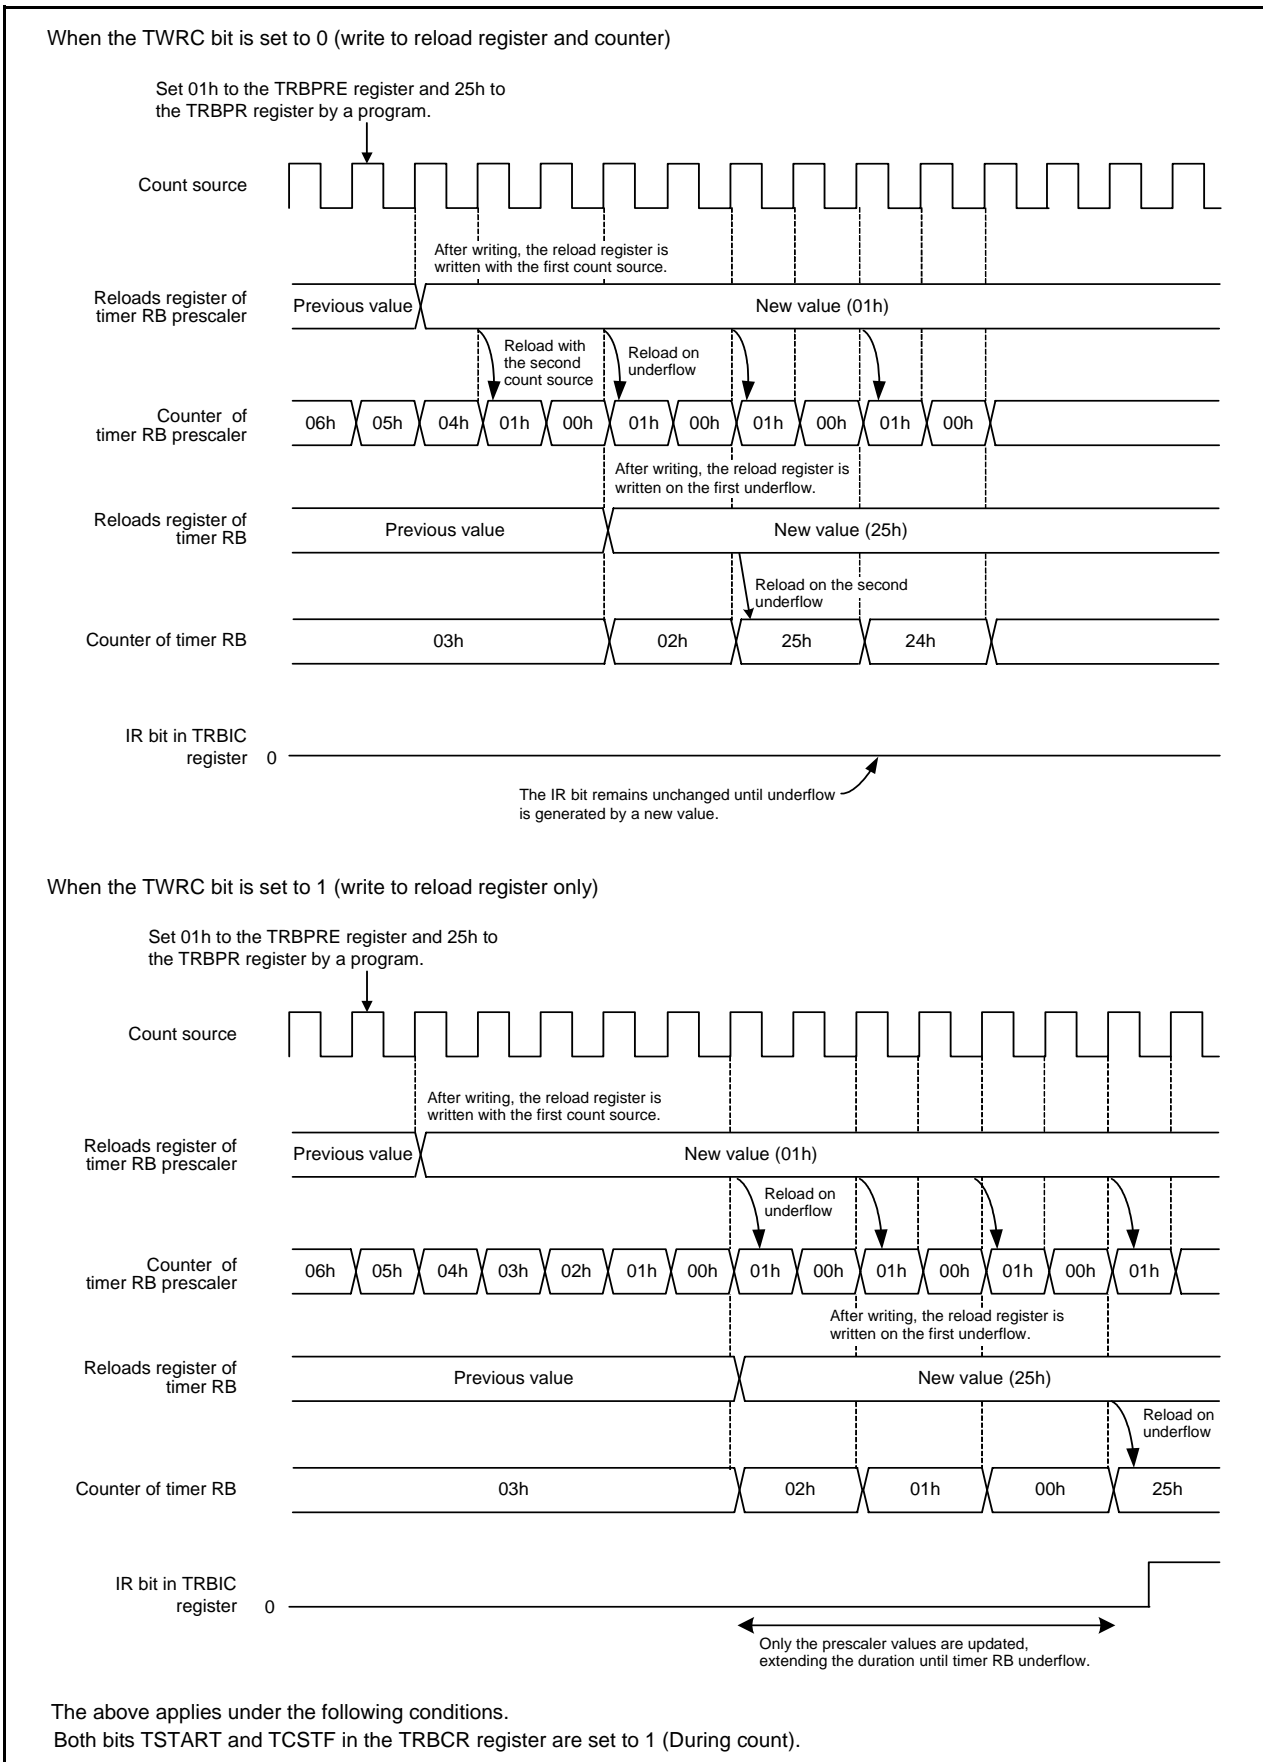 When the TWRC bit is set to 0 (write to reload register and counter)
Set 01h to the TRBPRE register and 25h to
the TRBPR register by a program.
Count source
After writing, the reload register is
written with the first count source.
Reloads register of
timer RB prescaler
Previous value
New value (01h)
Reload with
the second
count source
Reload on
underflow
Counter of
timer RB prescaler
06h 05h 04h 01h 00h 01h 00h 01h 00h 01h 00h
After writing, the reload register is
written on the first underflow.
Reloads register of
timer RB
Previous value
New value (25h)
Reload on the second
underflow
Counter of timer RB
03h 02h 25h 24h
IR bit in TRBIC
register 0
The IR bit remains unchanged until underflow
is generated by a new value.
When the TWRC bit is set to 1 (write to reload register only)
Set 01h to the TRBPRE register and 25h to
the TRBPR register by a program.
Count source
After writing, the reload register is
written with the first count source.
Reloads register of
timer RB prescaler
Previous value
New value (01h)
Reload on
underflow
Counter of
timer RB prescaler
06h 05h 04h 03h 02h 01h 00h 01h 00h 01h 00h 01h 00h 01h
After writing, the reload register is
written on the first underflow.
Reloads register of
timer RB
Previous value
New value (25h)
Reload on
underflow
Counter of timer RB
03h 02h 01h 00h 25h
IR bit in TRBIC
register 0
Only the prescaler values are updated,
extending the duration until timer RB underflow.
The above applies under the following conditions.
Both bits TSTART and TCSTF in the TRBCR register are set to 1 (During count).